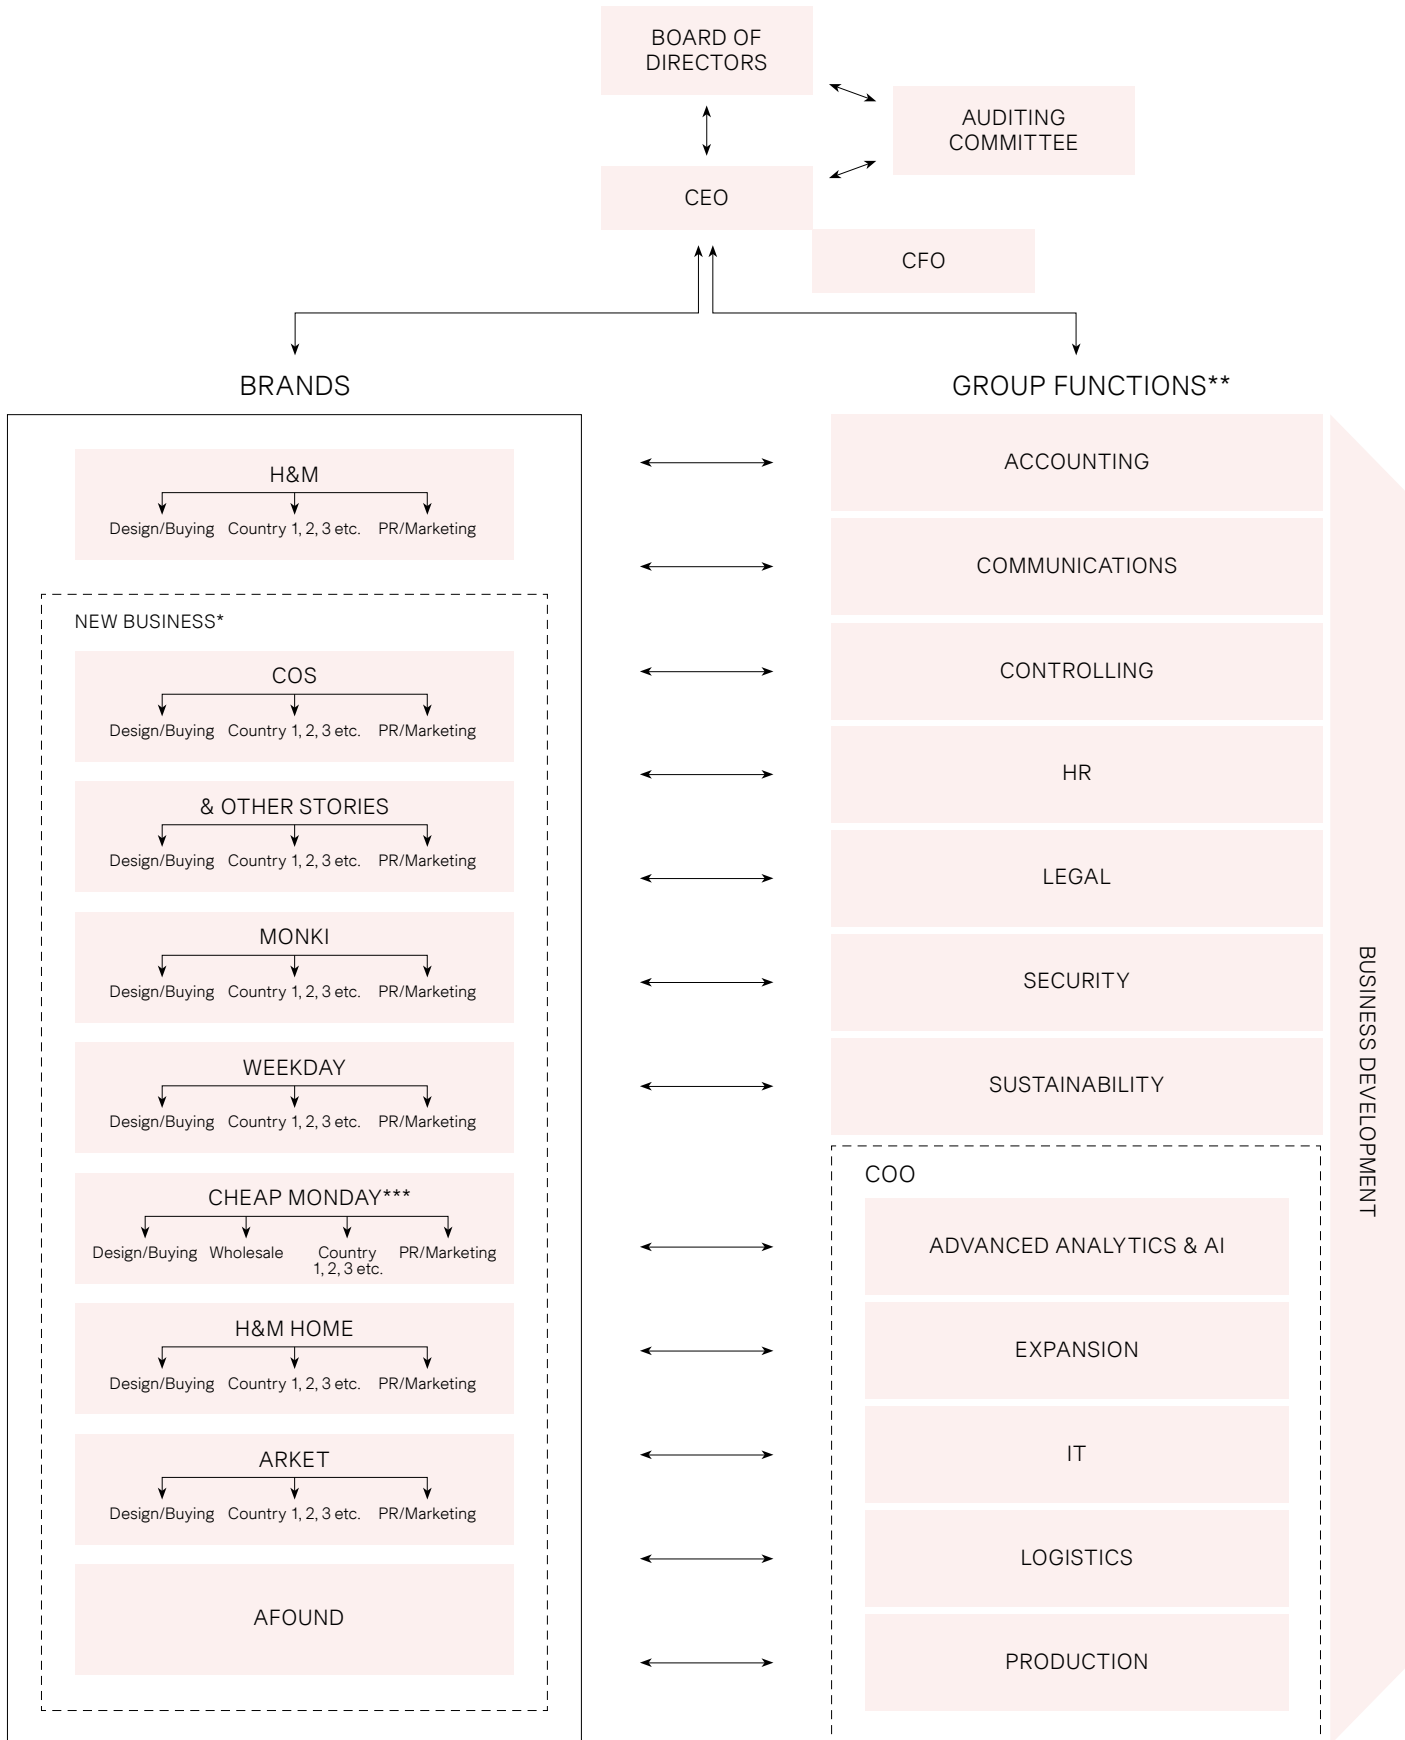 BOARD OF
DIRECTORS
AUDITING
COMMITTEE
CEO
CFO
BRANDS
H&M
Design/Buying Country 1, 2, 3 etc. PR/Marketing
NEW BUSINESS*
COS
Design/Buying Country 1, 2, 3 etc. PR/Marketing
& OTHER STORIES
Design/Buying Country 1, 2, 3 etc. PR/Marketing
MONKI
Design/Buying Country 1, 2, 3 etc. PR/Marketing
WEEKDAY
Design/Buying Country 1, 2, 3 etc. PR/Marketing
CHEAP MONDAY***
Design/Buying Wholesale Country PR/Marketing
1, 2, 3 etc.
H&M HOME
Design/Buying Country 1, 2, 3 etc. PR/Marketing
ARKET
Design/Buying Country 1, 2, 3 etc. PR/Marketing
AFOUND
GROUP FUNCTIONS**
ACCOUNTING
COMMUNICATIONS
CONTROLLING
HR
LEGAL
SECURITY
SUSTAINABILITY
COO
ADVANCED ANALYTICS & AI
EXPANSION
IT
LOGISTICS
PRODUCTION
BUSINESS DEVELOPMENT